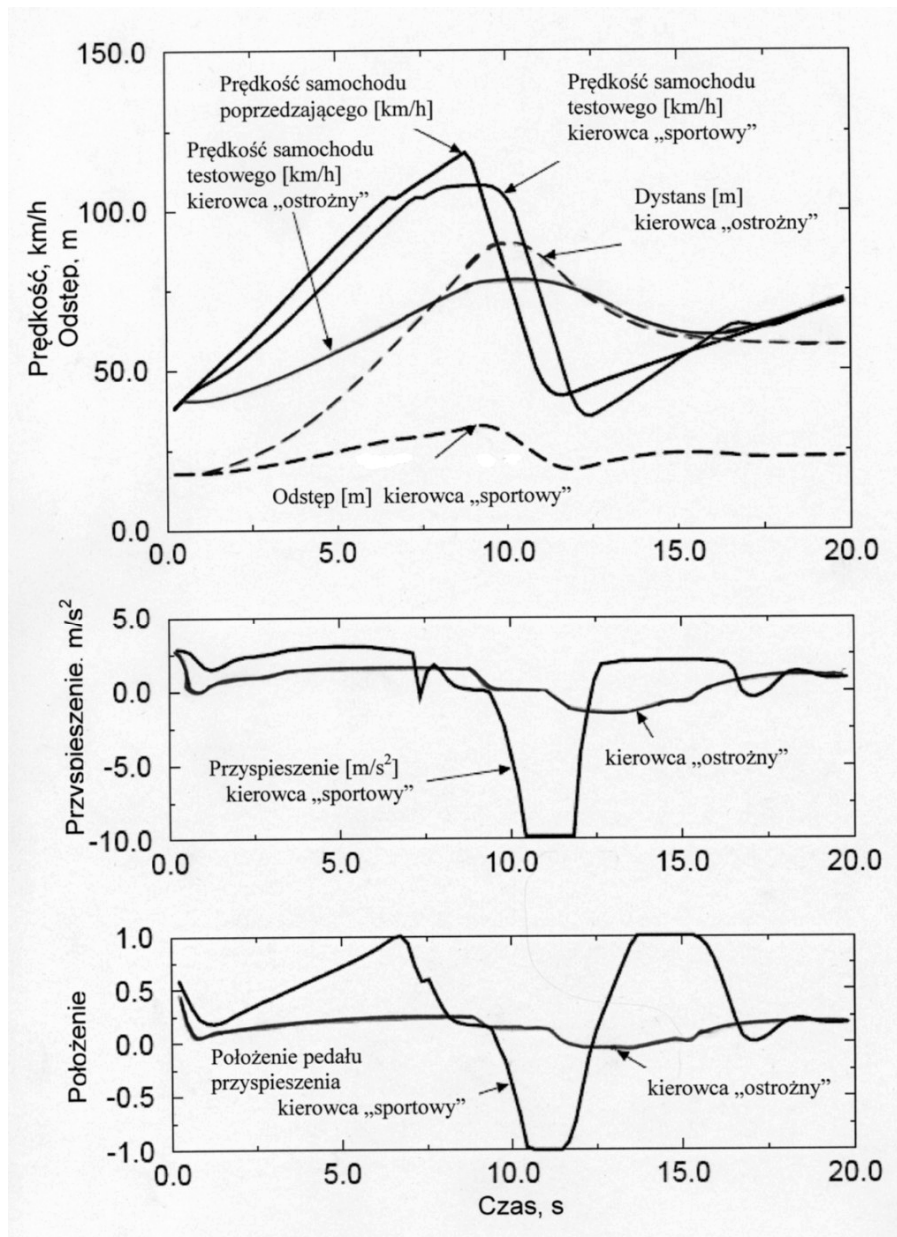 150.0
Prędkość samochodu
poprzedzającego [km/h]
Prędkość samochodu
testowego [km/h]
kierowca „sportowy”
Prędkość samochodu
testowego [km/h]
kierowca „ostrożny”
Dystans [m]
kierowca „ostrożny”
100.0
Prędkość, km/h
Odstęp, m
50.0
Odstęp [m] kierowca „sportowy”
0.0
0.0 5.0 10.0 15.0 20.0
5.0
0.0
-5.0
-10.0
Przyspieszenie. m/s²
Przyspieszenie [m/s²]
kierowca „sportowy”
kierowca „ostrożny”
0.0 5.0 10.0 15.0 20.0
1.0
0.5
0.0
-0.5
-1.0
Położenie
Położenie pedału
przyspieszenia
kierowca „sportowy”
kierowca „ostrożny”
0.0 5.0 10.0 15.0 20.0
Czas, s